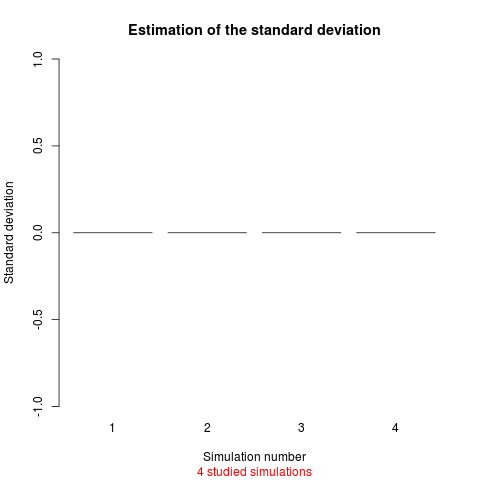 Estimation of the standard deviation
1.0
0.5
0.0
-0.5
-1.0
Standard deviation
1 2 3 4
Simulation number
4 studied simulations